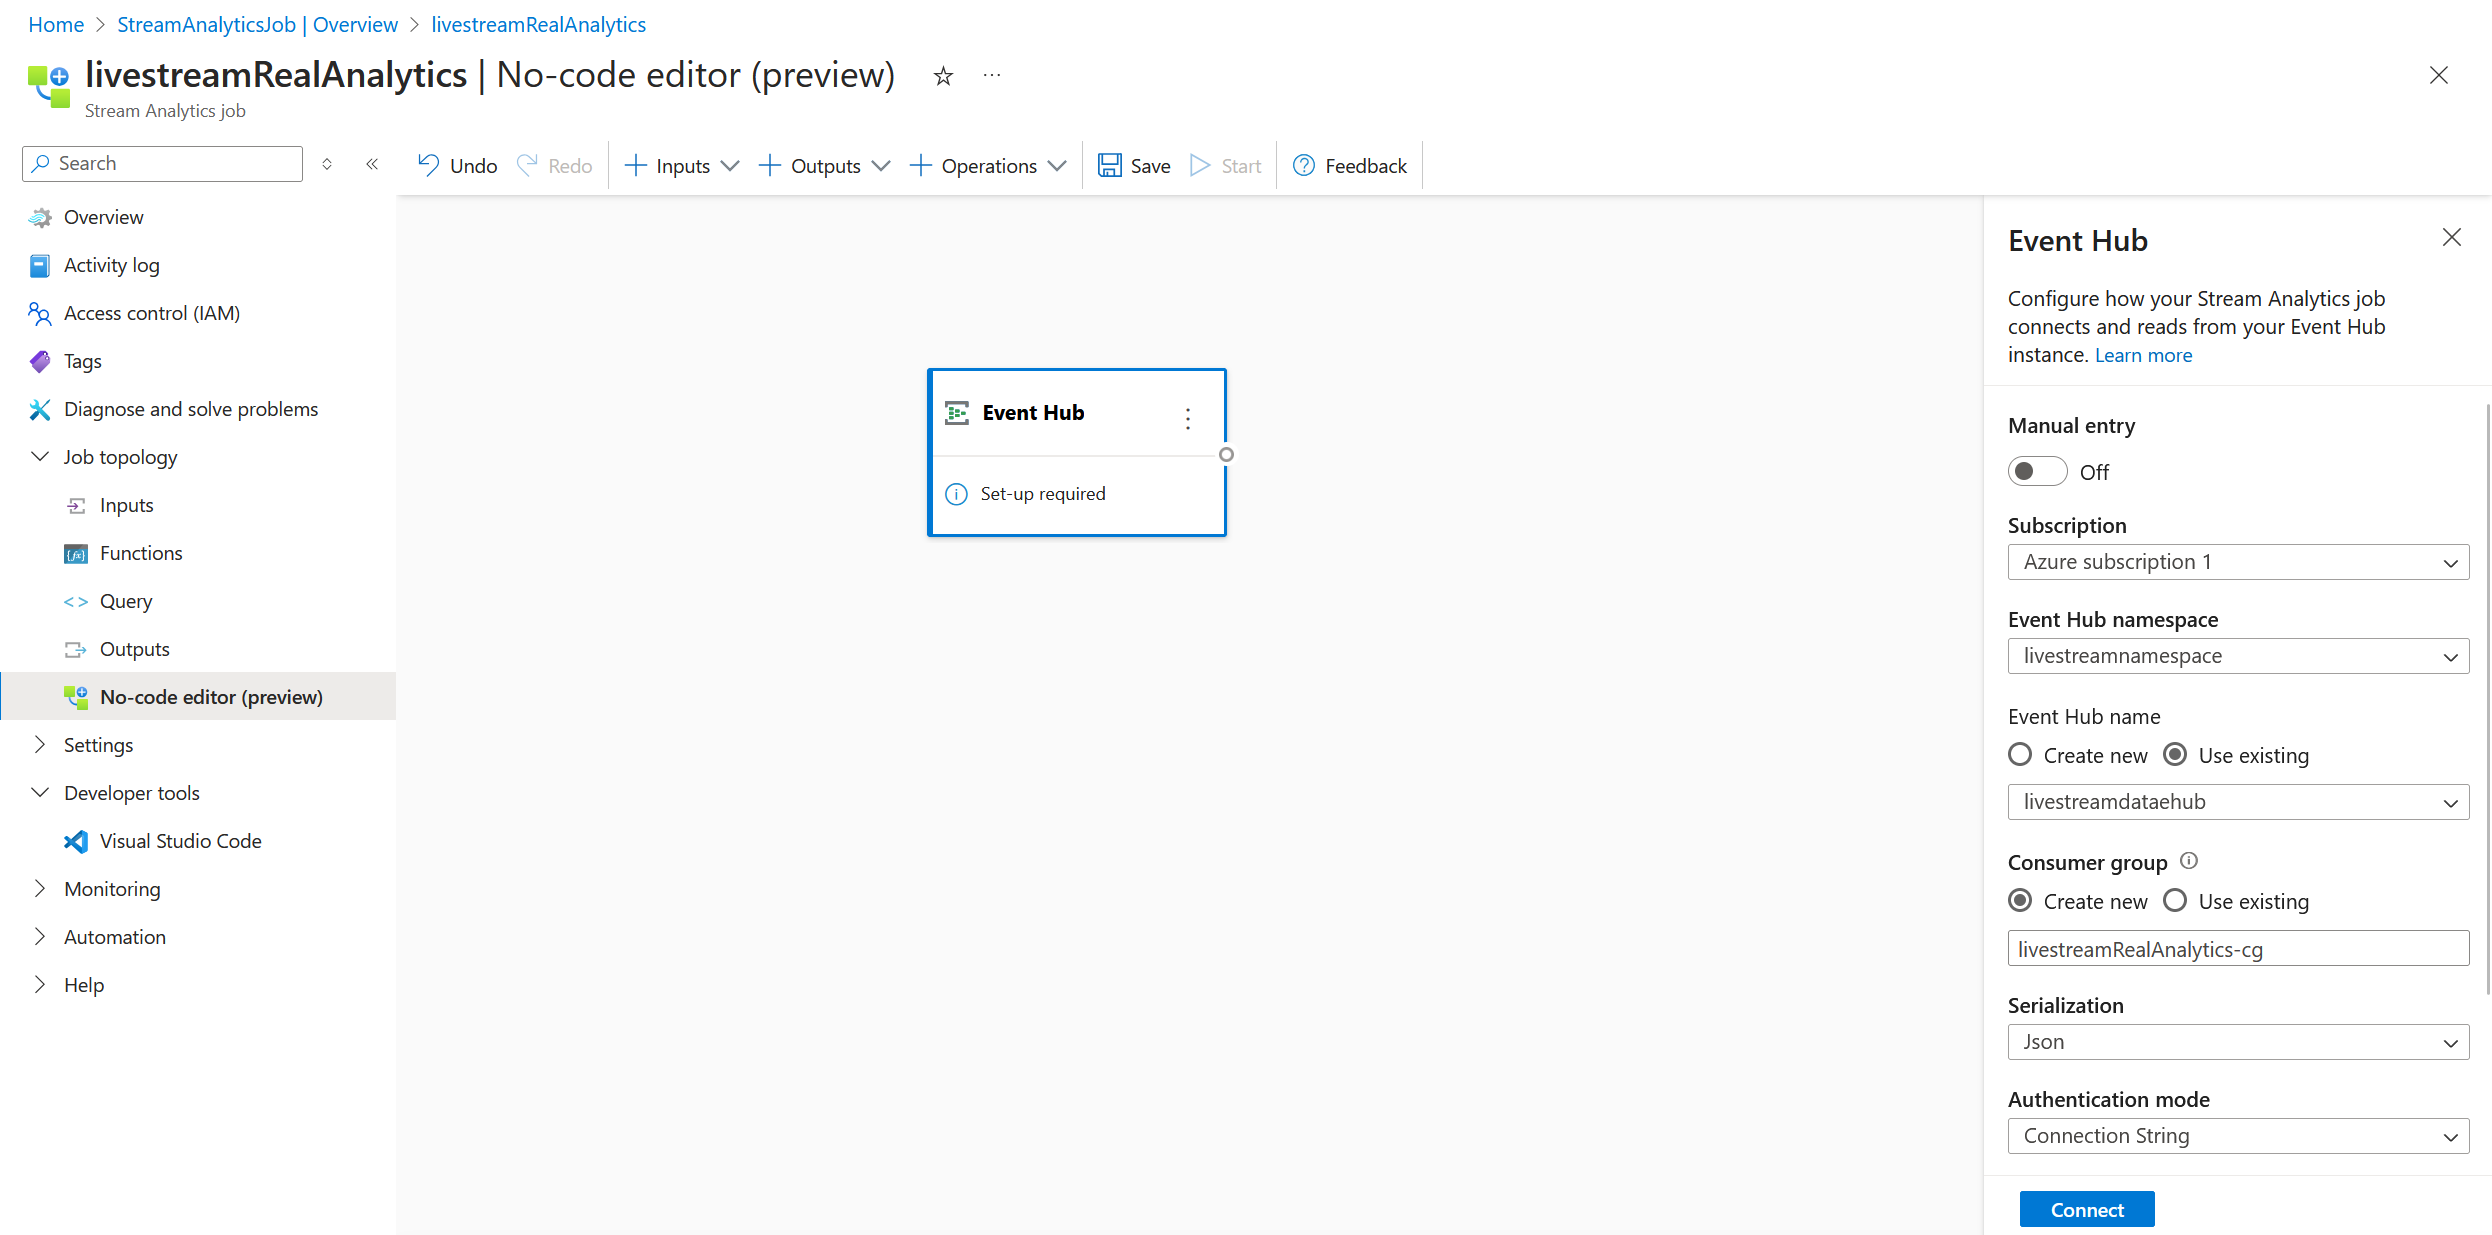 Home > StreamAnalyticsJob | Overview > livestreamRealAnalytics
livestreamRealAnalytics | No-code editor (preview)
Stream Analytics job
Search
Undo Redo Inputs Outputs Operations Save Start Feedback
Overview
Activity log
Access control (IAM)
Tags
Diagnose and solve problems
Job topology
Inputs
Functions
Query
Outputs
No-code editor (preview)
Settings
Developer tools
Visual Studio Code
Monitoring
Automation
Help
Event Hub
Set-up required
Event Hub
Configure how your Stream Analytics job
connects and reads from your Event Hub
instance. Learn more
Manual entry
Off
Subscription
Azure subscription 1
Event Hub namespace
livestreamnamespace
Event Hub name
Create new Use existing
livestreamdataehub
Consumer group
Create new Use existing
livestreamRealAnalytics-cg
Serialization
Json
Authentication mode
Connection String
Connect